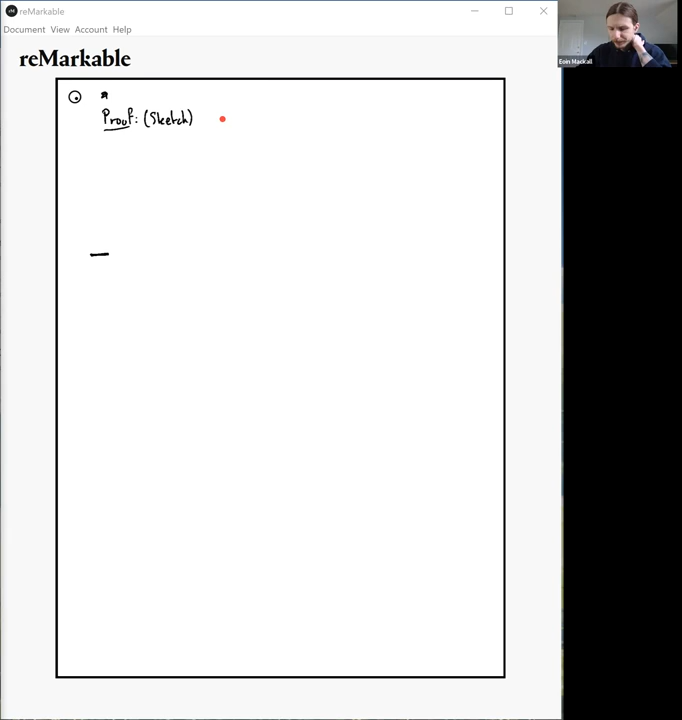 reMarkable
Document View Account Help
reMarkable
Proof: (Sketch)
Eoin Mackall